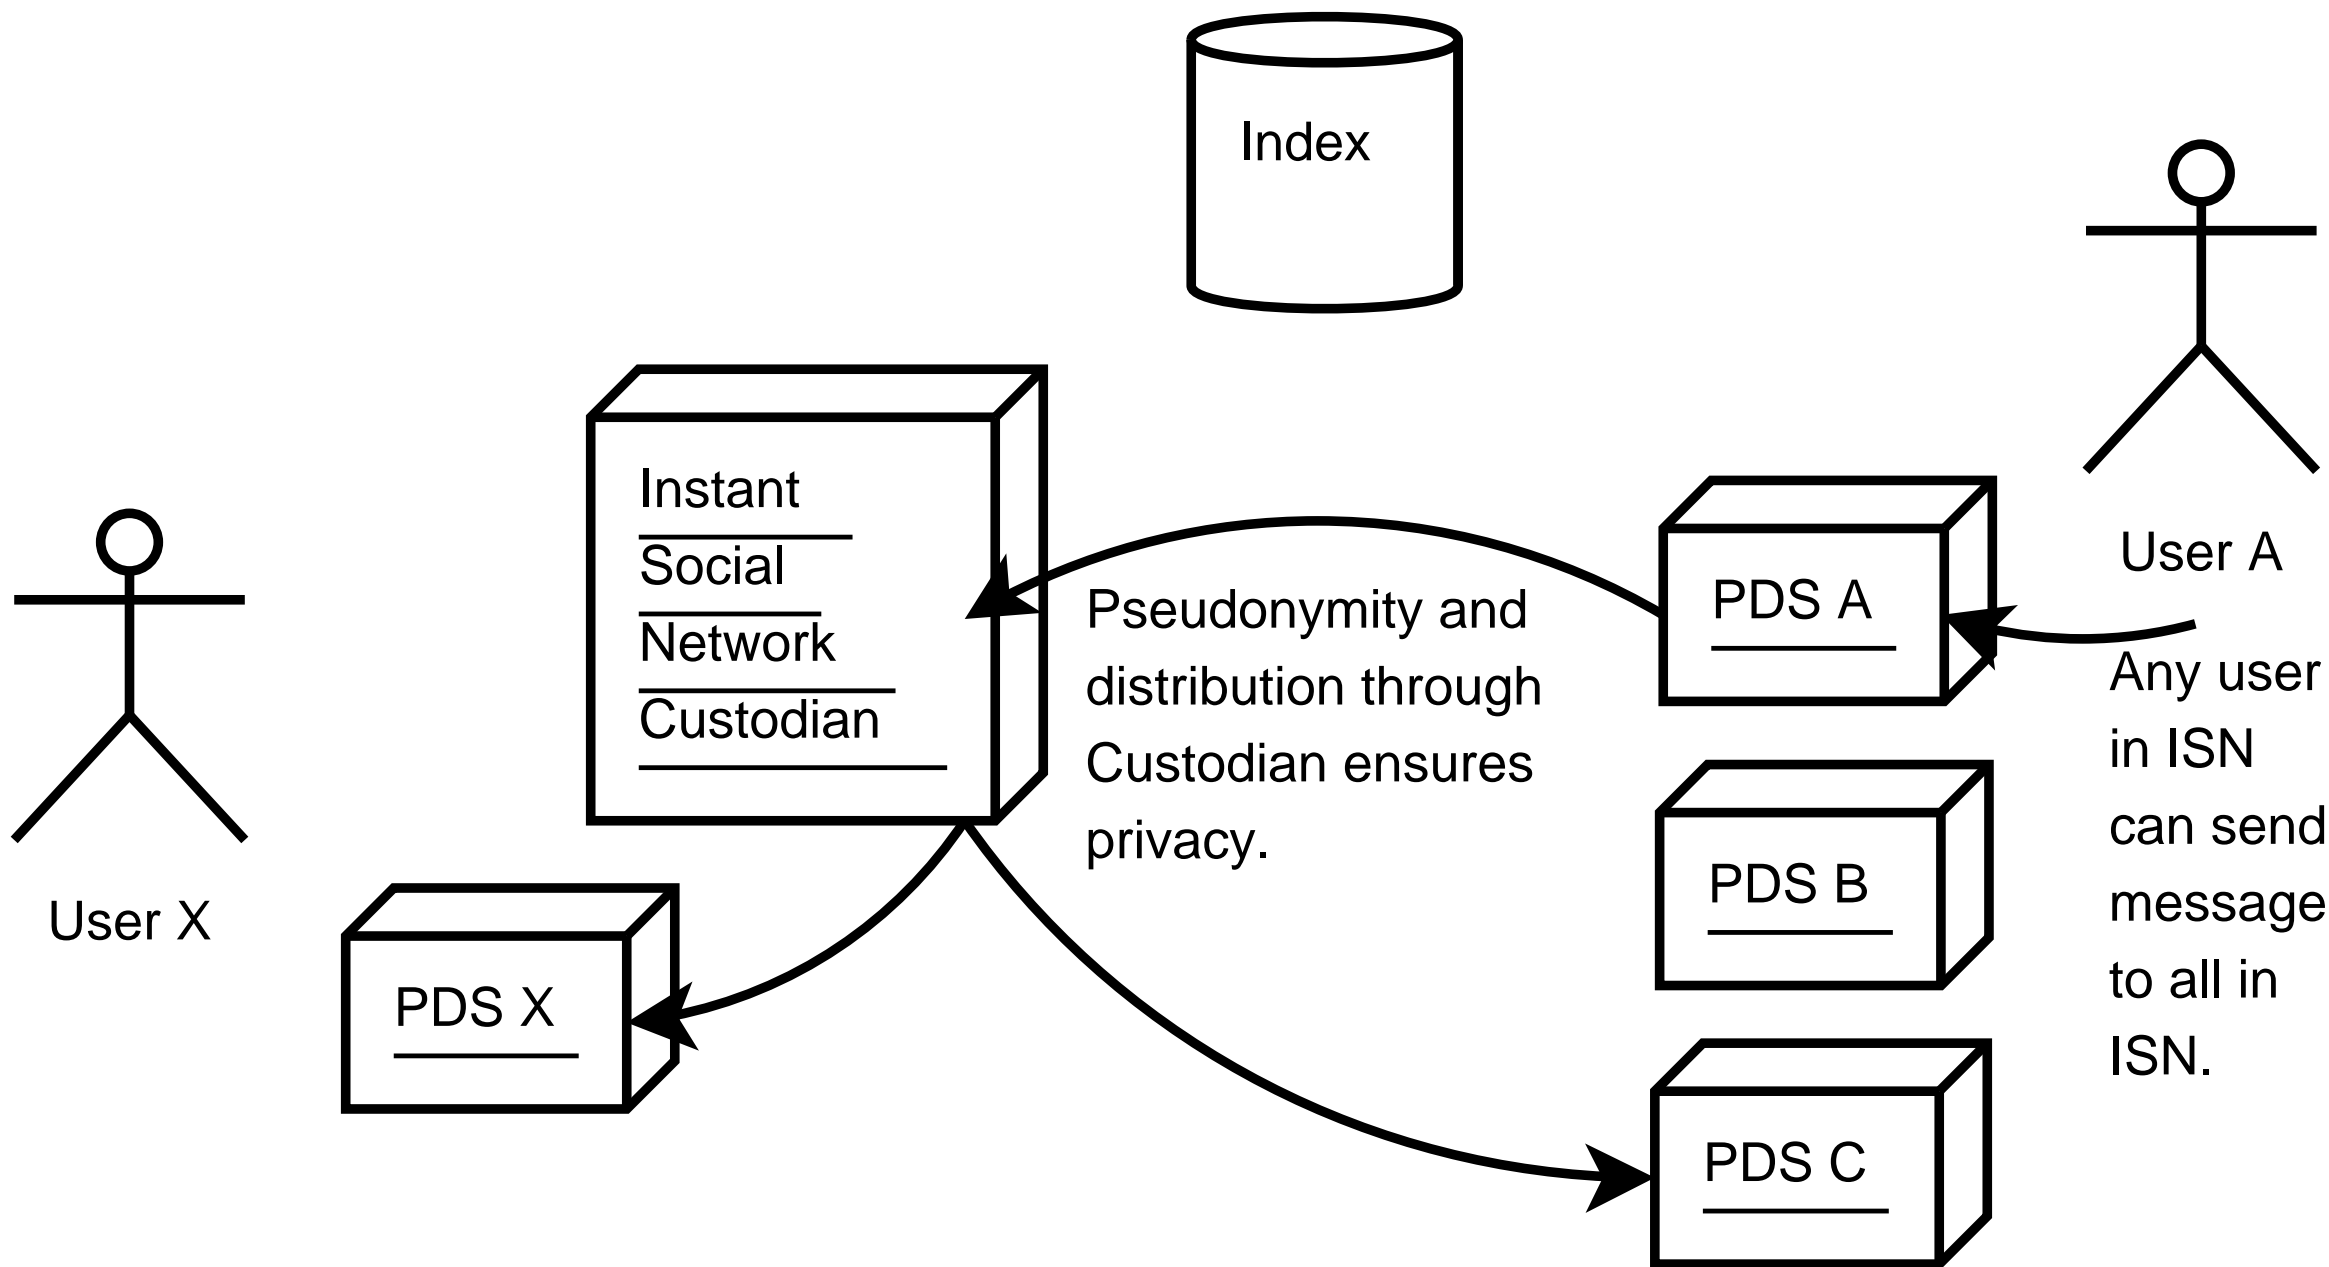 Index
Instant
Social
Network
Custodian
Pseudonymity and
distribution through
Custodian ensures
privacy.
PDS A
User A
Any user
in ISN
can send
message
to all in
ISN.
PDS B
User X
PDS X
PDS C